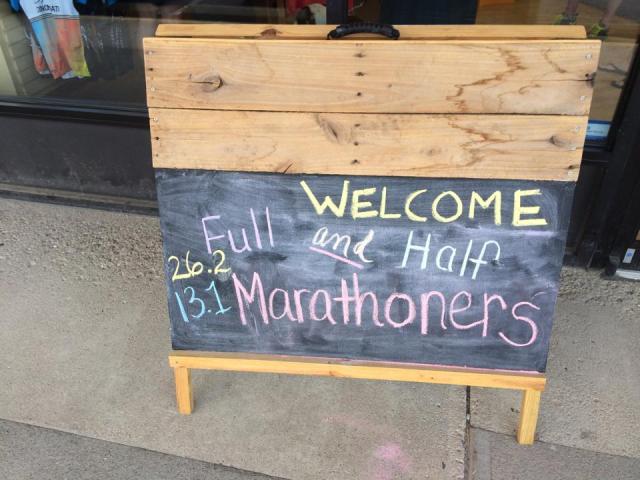 WELCOME
Full and Half
26.2
13.1 Marathoners